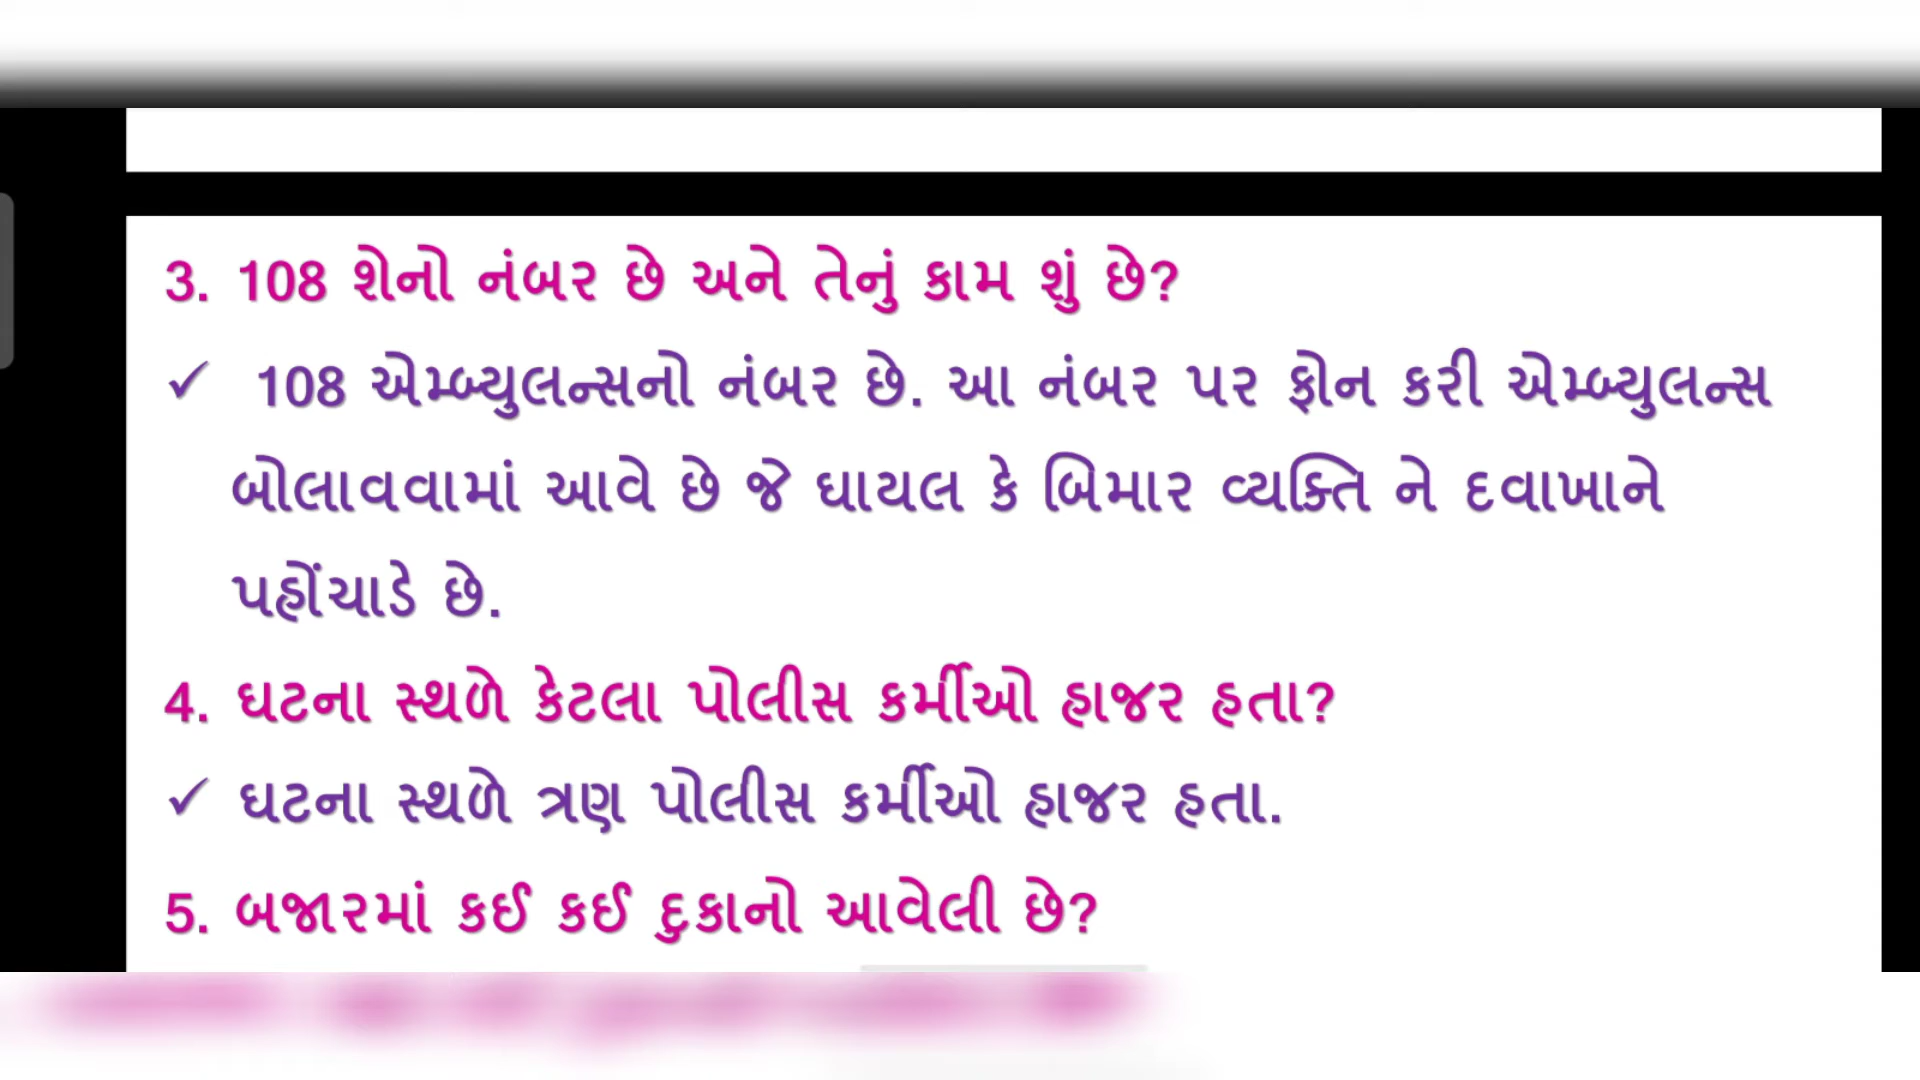 3. 108 શેનો નંબર છે અને તેનું કામ શું છે?
✓ 108 એમ્બ્યુલન્સનો નંબર છે. આ નંબર પર ફોન કરી એમ્બ્યુલન્સ
બોલાવવામાં આવે છે જે ઘાયલ કે બિમાર વ્યક્તિ ને દવાખાને
પહોંચાડે છે.
4. ઘટના સ્થળે કેટલા પોલીસ કર્મીઓ હાજર હતા?
✓ ઘટના સ્થળે ત્રણ પોલીસ કર્મીઓ હાજર હતા.
5. બજારમાં કઈ કઈ દુકાનો આવેલી છે?